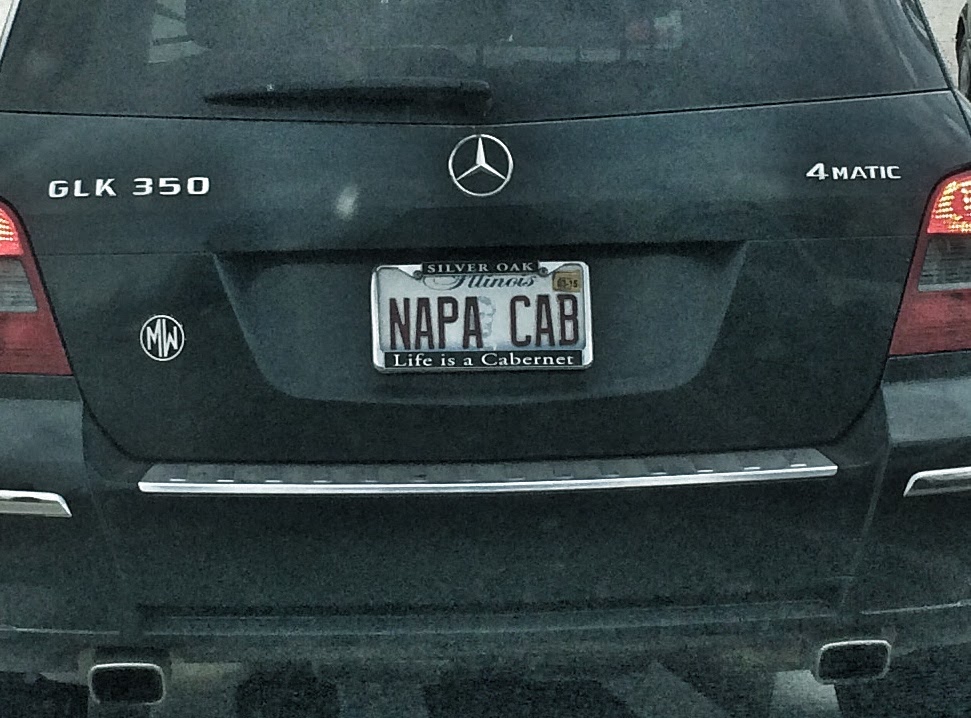 GLK 350
4MATIC
SILVER OAK
Illinois
NAPA CAB
Life is a Cabernet
MW